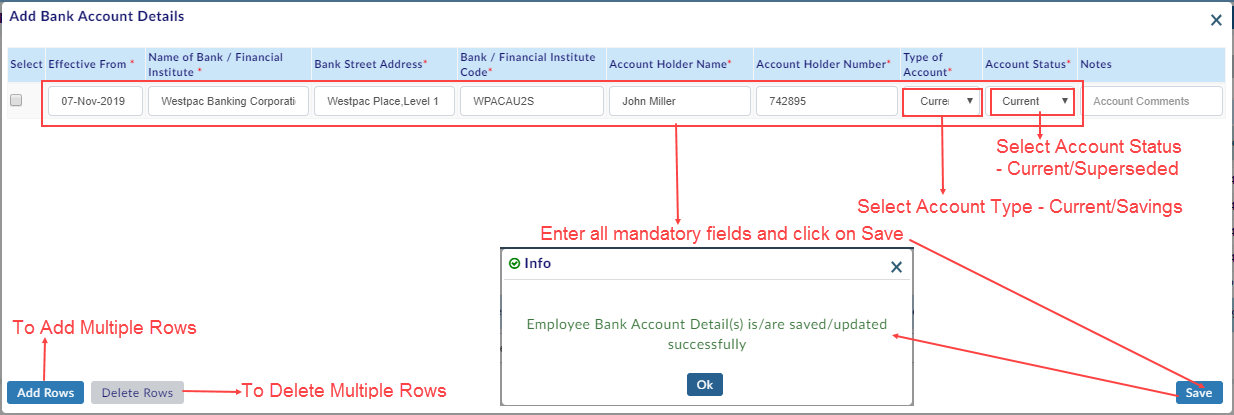 Add Bank Account Details
Select
Effective From *
Name of Bank / Financial
Institute *
Bank Street Address*
Bank / Financial Institute
Code*
Account Holder Name*
Account Holder Number*
Type of
Account*
Account Status*
Notes
07-Nov-2019
Westpac Banking Corporati
Westpac Place,Level 1
WPACAU2S
John Miller
742895
Curre
Current
Account Comments
Select Account Status
- Current/Superseded
Select Account Type - Current/Savings
Enter all mandatory fields and click on Save
Info
Employee Bank Account Detail(s) is/are saved/updated
successfully
Ok
To Add Multiple Rows
To Delete Multiple Rows
Add Rows
Delete Rows
Save